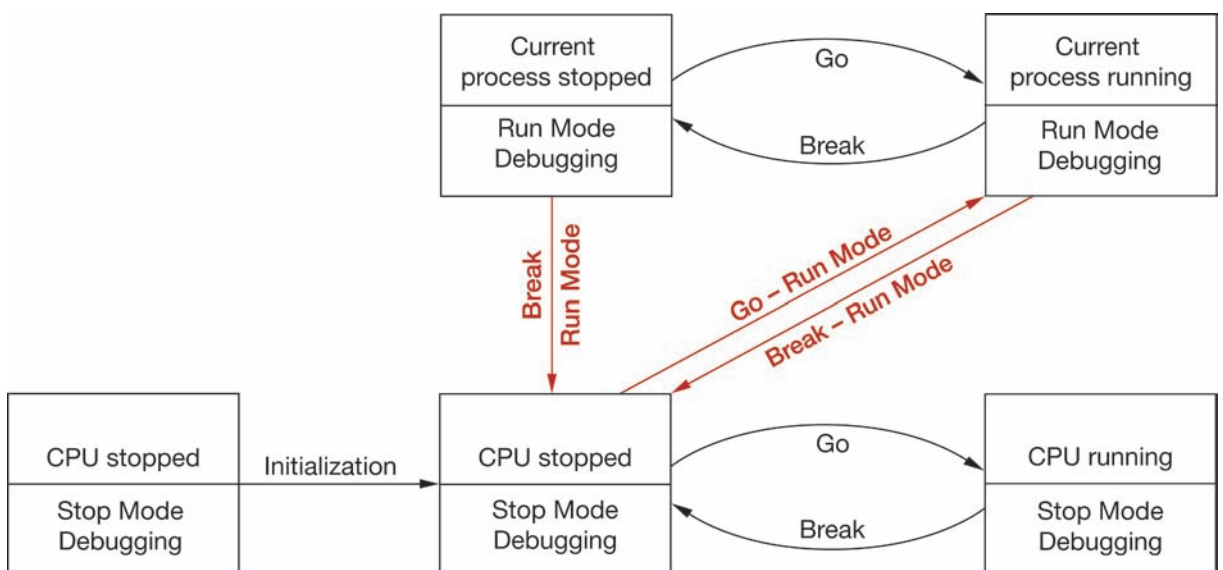 Current
process stopped
Run Mode
Debugging
Go
Break
Current
process running
Run Mode
Debugging
Break
Run Mode
Go – Run Mode
Break – Run Mode
CPU stopped
Stop Mode
Debugging
Initialization
CPU stopped
Stop Mode
Debugging
Go
Break
CPU running
Stop Mode
Debugging